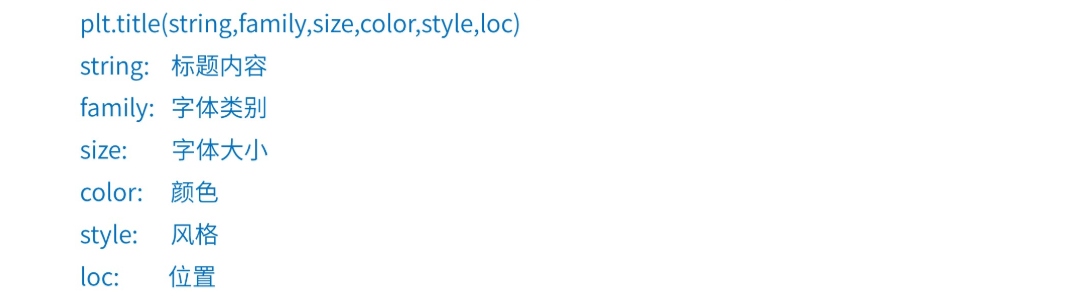 plt.title(string,family,size,color,style,loc)
string: 标题内容
family: 字体类别
size: 字体大小
color: 颜色
style: 风格
loc: 位置